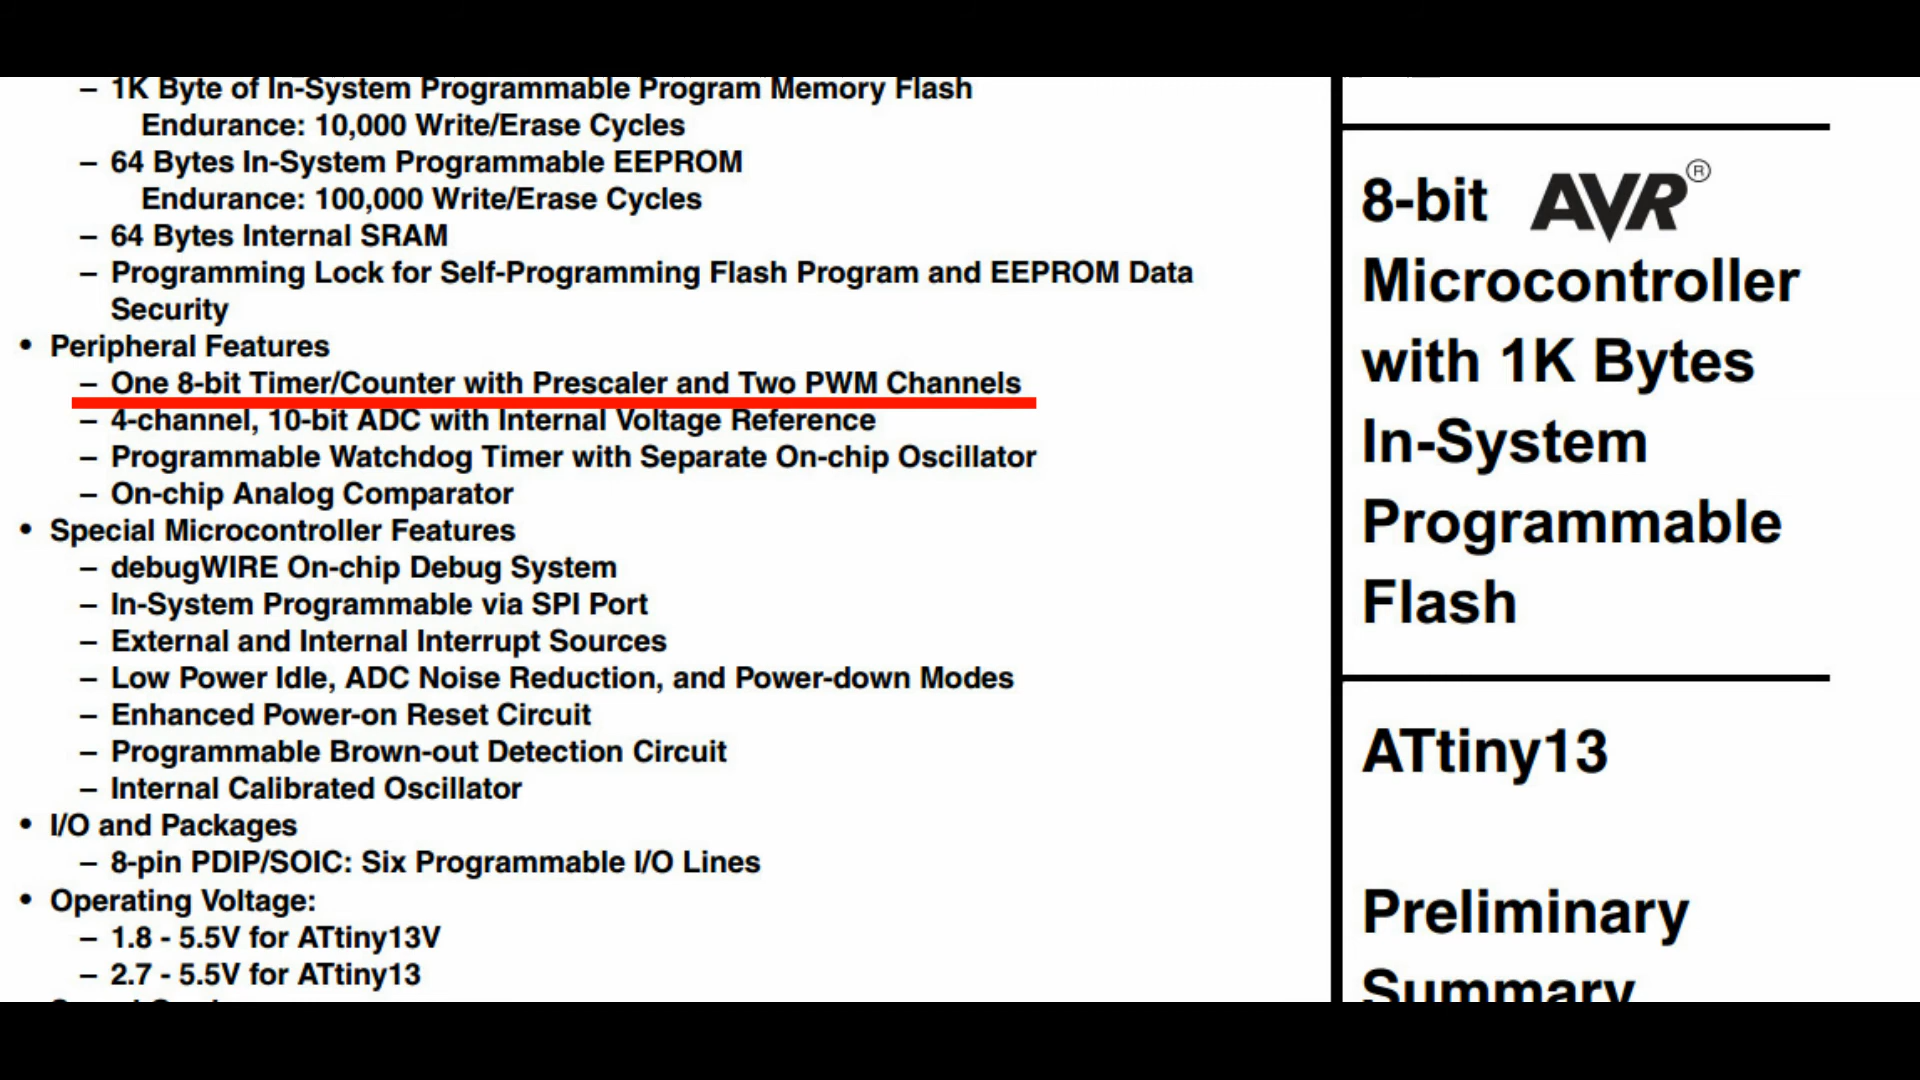 – 1K Byte of In-System Programmable Program Memory Flash
Endurance: 10,000 Write/Erase Cycles
– 64 Bytes In-System Programmable EEPROM
Endurance: 100,000 Write/Erase Cycles
– 64 Bytes Internal SRAM
– Programming Lock for Self-Programming Flash Program and EEPROM Data
Security
• Peripheral Features
– One 8-bit Timer/Counter with Prescaler and Two PWM Channels
– 4-channel, 10-bit ADC with Internal Voltage Reference
– Programmable Watchdog Timer with Separate On-chip Oscillator
– On-chip Analog Comparator
• Special Microcontroller Features
– debugWIRE On-chip Debug System
– In-System Programmable via SPI Port
– External and Internal Interrupt Sources
– Low Power Idle, ADC Noise Reduction, and Power-down Modes
– Enhanced Power-on Reset Circuit
– Programmable Brown-out Detection Circuit
– Internal Calibrated Oscillator
• I/O and Packages
– 8-pin PDIP/SOIC: Six Programmable I/O Lines
• Operating Voltage:
– 1.8 - 5.5V for ATtiny13V
– 2.7 - 5.5V for ATtiny13
8-bit AVR®
Microcontroller
with 1K Bytes
In-System
Programmable
Flash
ATtiny13
Preliminary
Summary